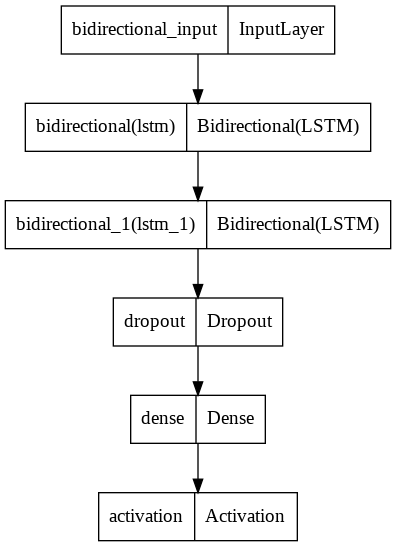 bidirectional_input InputLayer
bidirectional(lstm) Bidirectional(LSTM)
bidirectional_1(lstm_1) Bidirectional(LSTM)
dropout Dropout
dense Dense
activation Activation